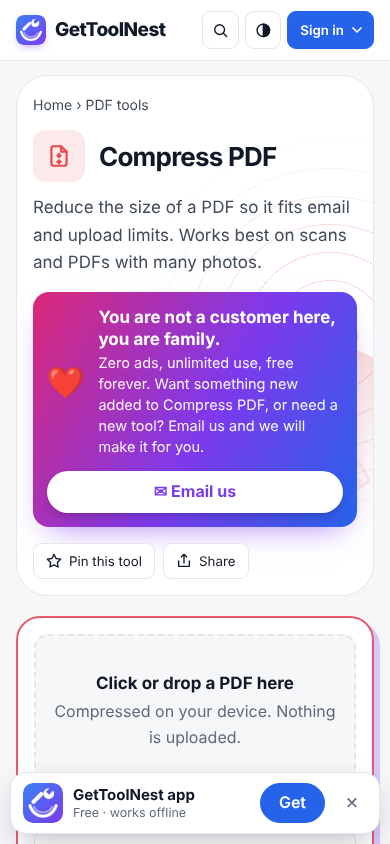 GetToolNest
Sign in
Home › PDF tools
Compress PDF
Reduce the size of a PDF so it fits email
and upload limits. Works best on scans
and PDFs with many photos.
You are not a customer here,
you are family.
Zero ads, unlimited use, free
forever. Want something new
added to Compress PDF, or need a
new tool? Email us and we will
make it for you.
✉ Email us
Pin this tool
Share
Click or drop a PDF here
Compressed on your device. Nothing
is uploaded.
GetToolNest app
Free · works offline
Get